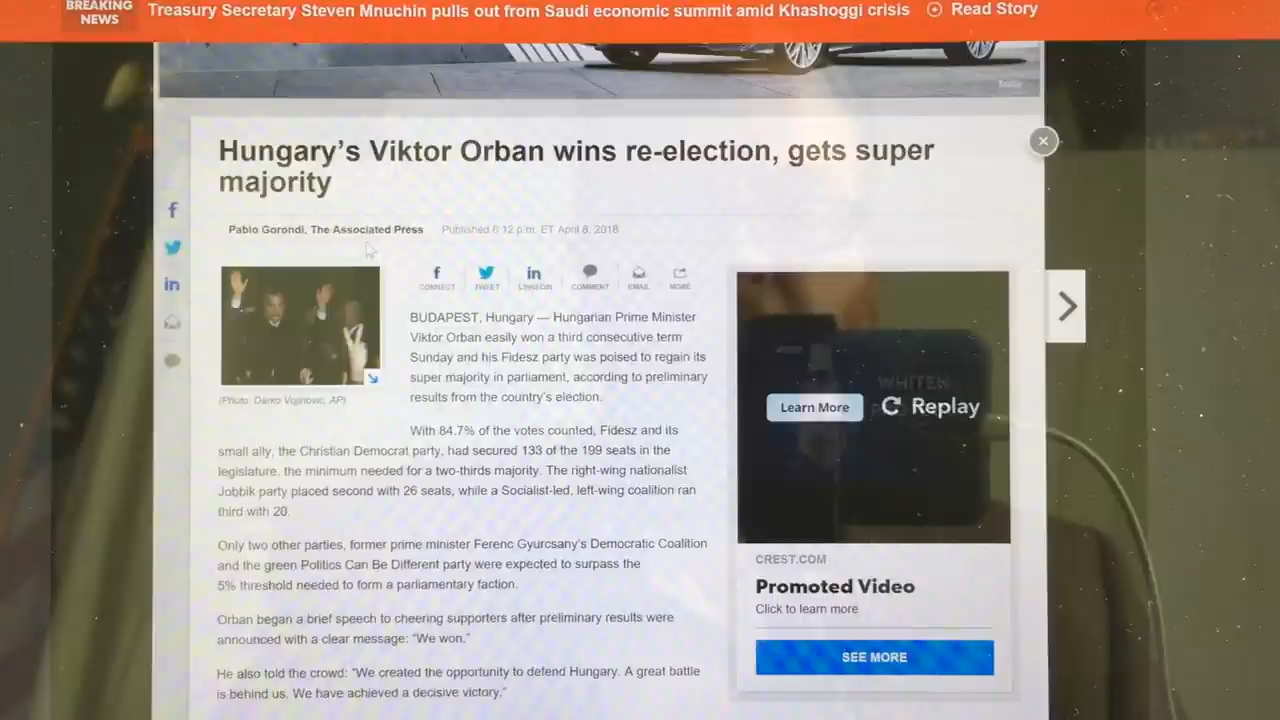 BREAKING
NEWS
Treasury Secretary Steven Mnuchin pulls out from Saudi economic summit amid Khashoggi crisis
Read Story
Hungary's Viktor Orban wins re-election, gets super
majority
Pablo Gorondi, The Associated Press
Published 6:12 p.m. ET April 8, 2018
CONNECT
TWEET
LINKEDIN
COMMENT
EMAIL
MORE
(Photo: Darko Vojinovic, AP)
BUDAPEST, Hungary — Hungarian Prime Minister
Viktor Orban easily won a third consecutive term
Sunday and his Fidesz party was poised to regain its
super majority in parliament, according to preliminary
results from the country's election.
With 84.7% of the votes counted, Fidesz and its
small ally, the Christian Democrat party, had secured 133 of the 199 seats in the
legislature, the minimum needed for a two-thirds majority. The right-wing nationalist
Jobbik party placed second with 26 seats, while a Socialist-led, left-wing coalition ran
third with 20.
Only two other parties, former prime minister Ferenc Gyurcsany's Democratic Coalition
and the green Politics Can Be Different party were expected to surpass the
5% threshold needed to form a parliamentary faction.
Orban began a brief speech to cheering supporters after preliminary results were
announced with a clear message: "We won."
He also told the crowd: "We created the opportunity to defend Hungary. A great battle
is behind us. We have achieved a decisive victory."
WHITEN
Learn More
Replay
CREST.COM
Promoted Video
Click to learn more
SEE MORE